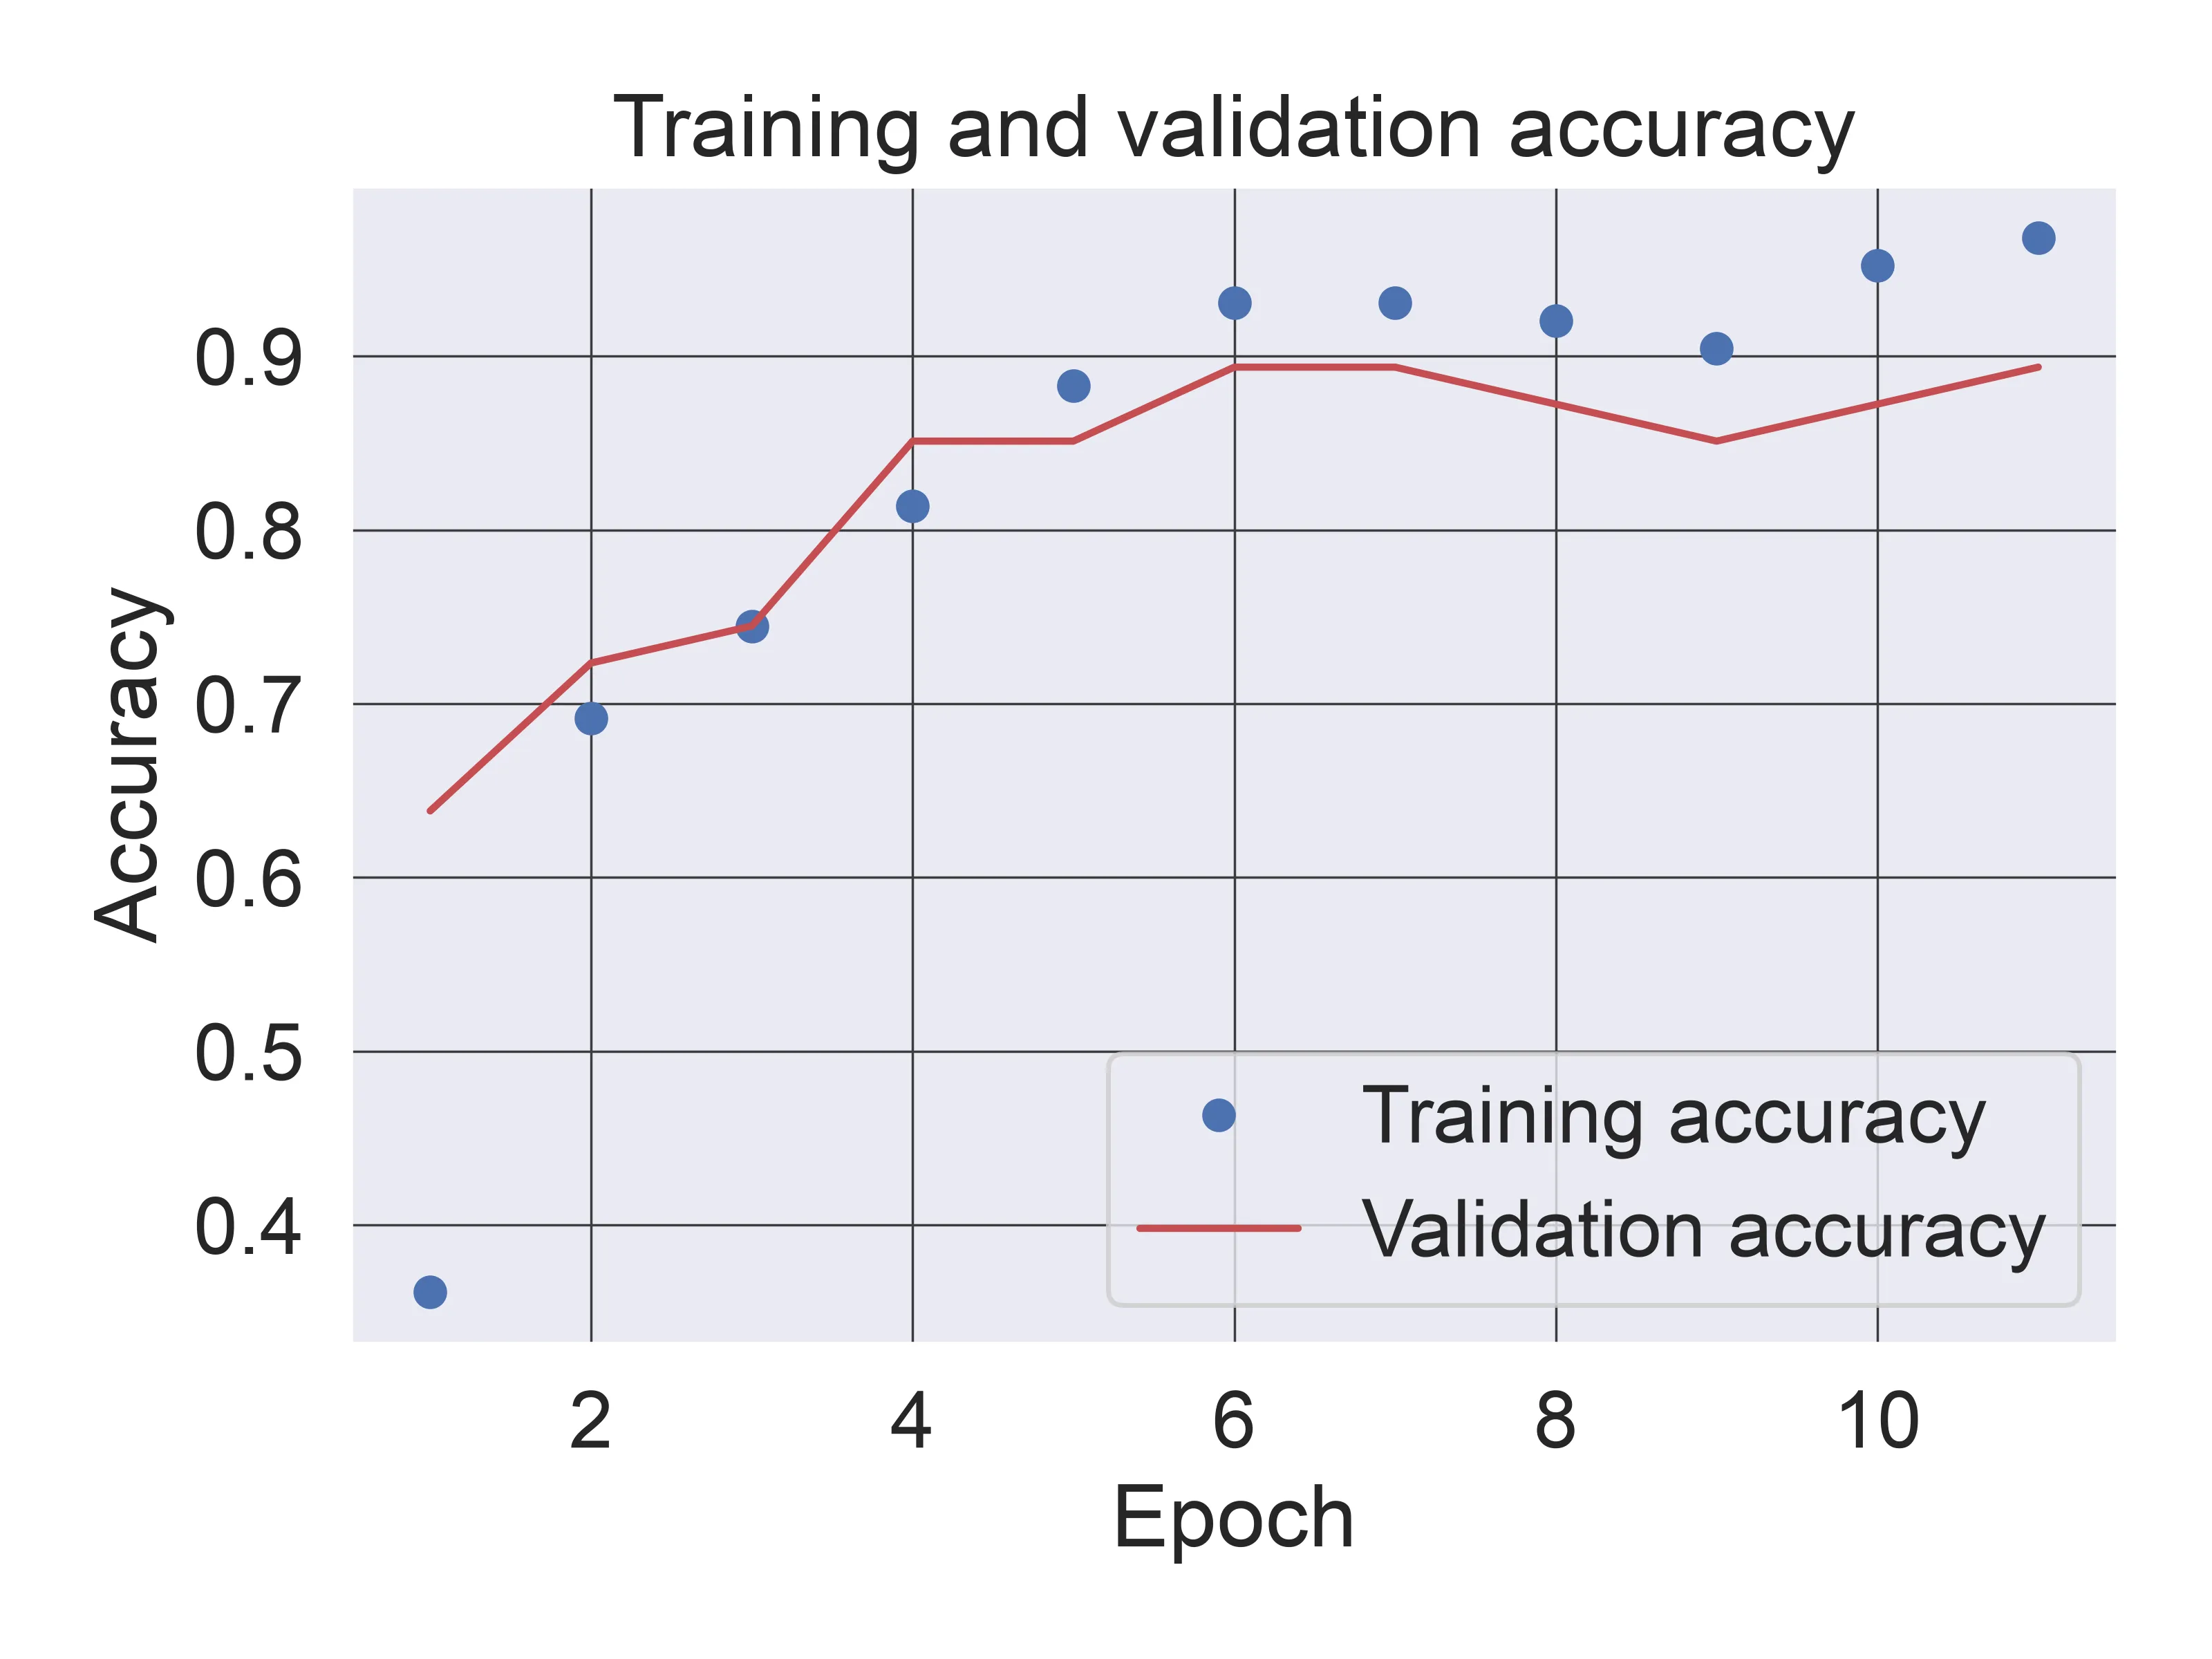 Training and validation accuracy
Accuracy
0.9
0.8
0.7
0.6
0.5
0.4
Training accuracy
Validation accuracy
2 4 6 8 10
Epoch